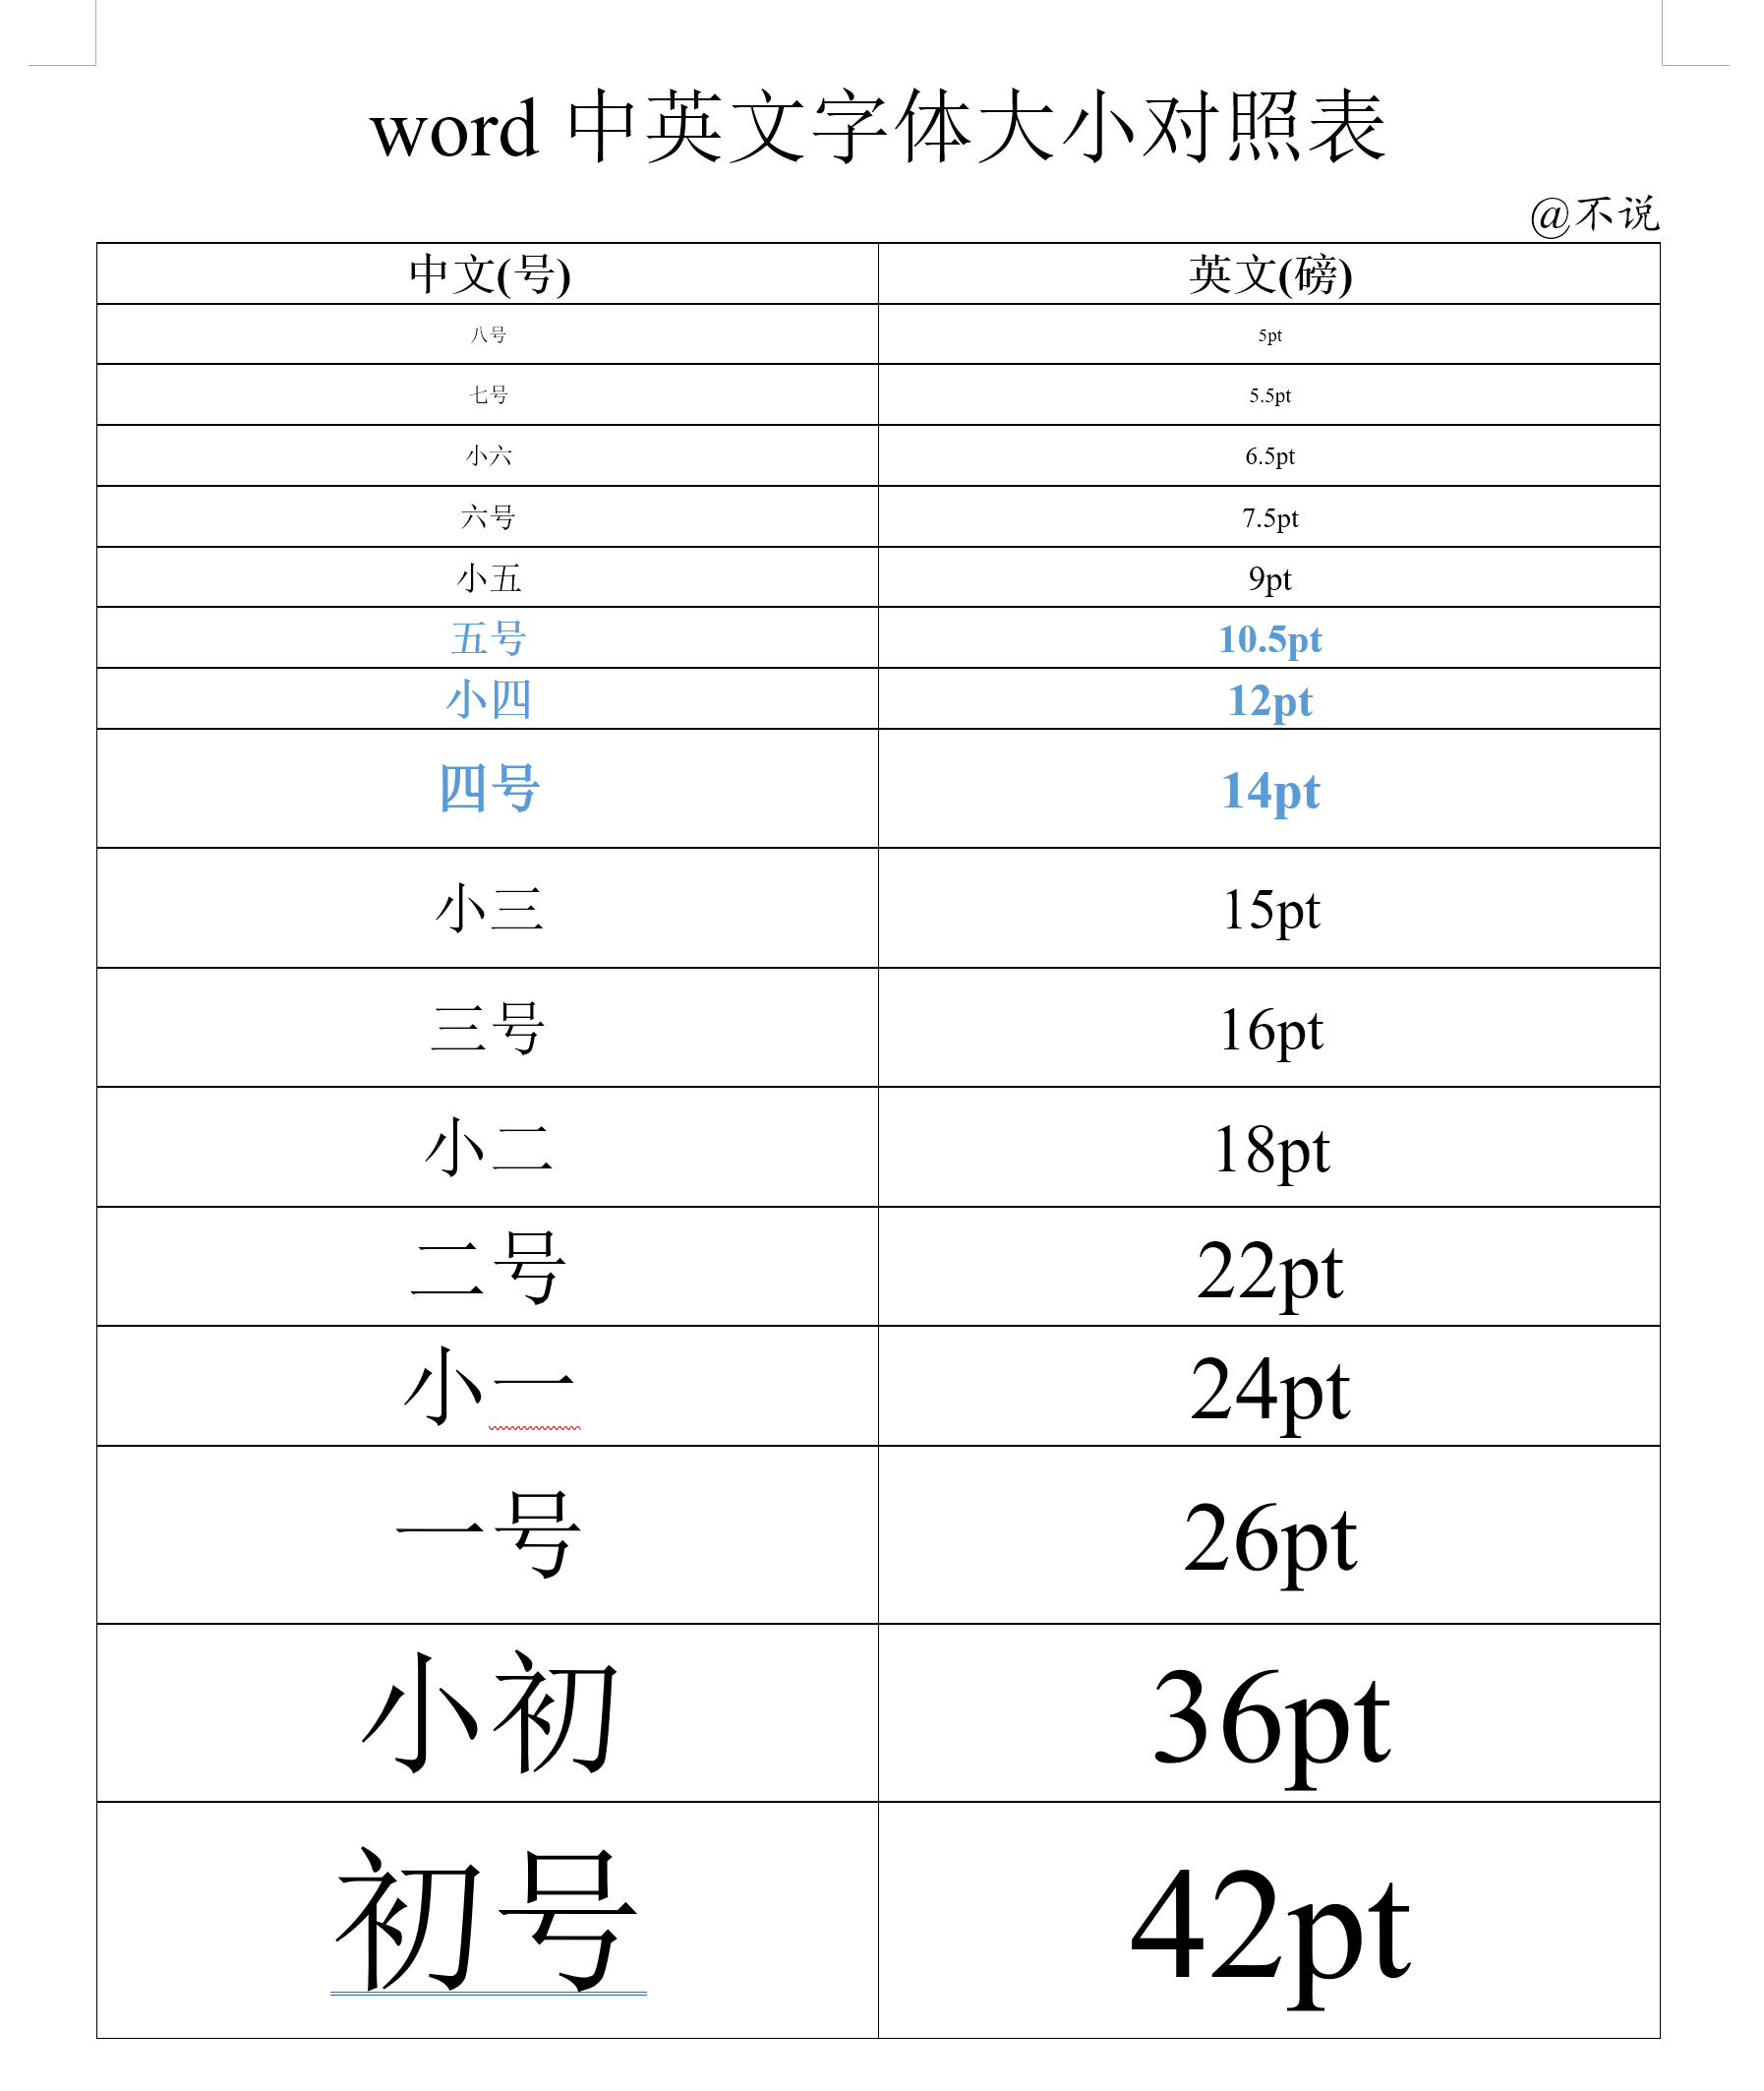 word 中英文字体大小对照表
@不说
中文(号) 英文(磅)
八号 5pt
七号 5.5pt
小六 6.5pt
六号 7.5pt
小五 9pt
五号 10.5pt
小四 12pt
四号 14pt
小三 15pt
三号 16pt
小二 18pt
二号 22pt
小一 24pt
一号 26pt
小初 36pt
初号 42pt